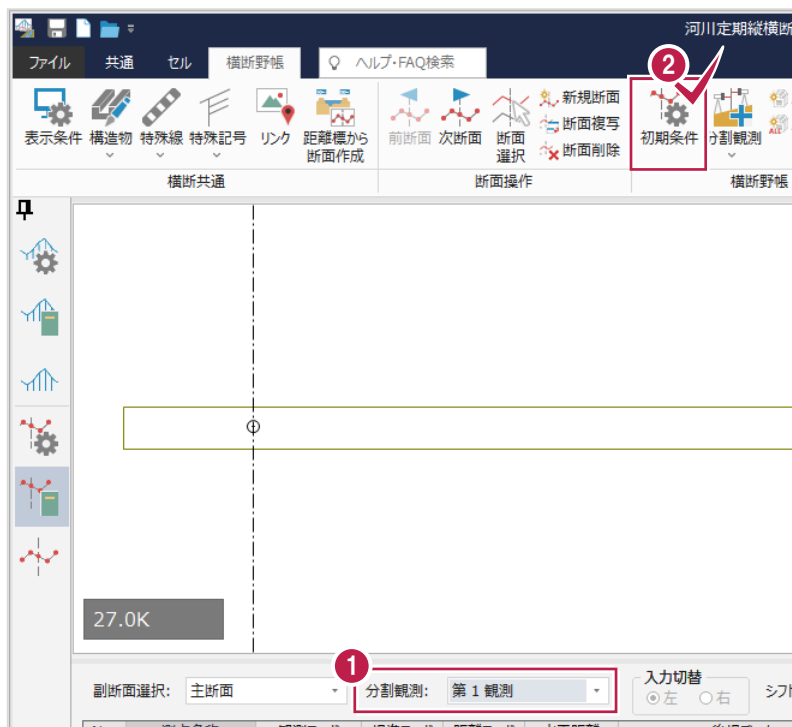 河川定期縦横断
ファイル 共通 セル 横断野帳 ヘルプ・FAQ検索
2
表示条件 構造物 特殊線 特殊記号 リンク 距離標から断面作成 前断面 次断面 断面選択 新規断面 断面複写 断面削除 初期条件 分割観測
横断共通 断面操作 横断野帳
27.0K
1
副断面選択: 主断面 分割観測: 第 1 観測 入力切替 左 右